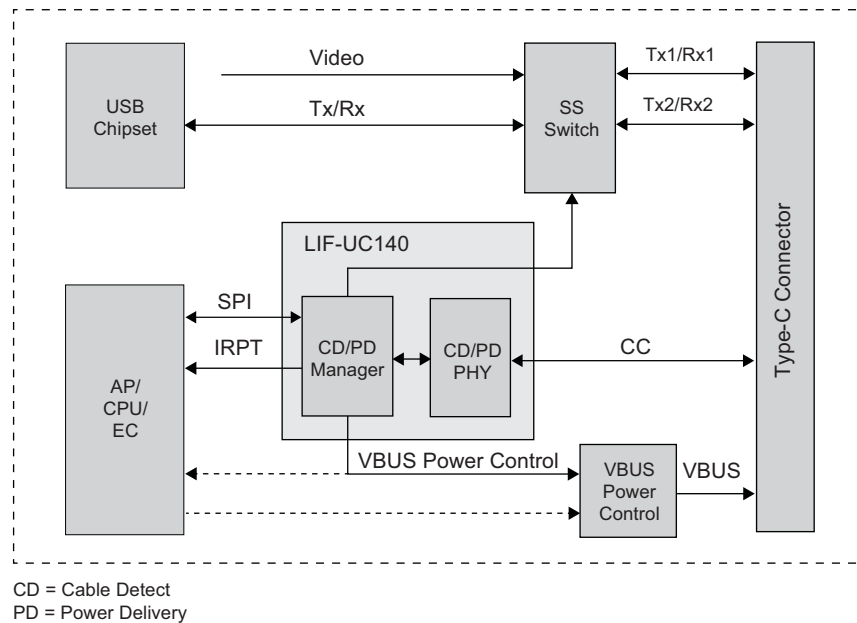 Video
Tx/Rx
USB
Chipset
SS
Switch
Tx1/Rx1
Tx2/Rx2
Type-C Connector
LIF-UC140
SPI
IRPT
AP/
CPU/
EC
CD/PD
Manager
CD/PD
PHY
CC
VBUS Power Control
VBUS
Power
Control
VBUS
CD = Cable Detect
PD = Power Delivery